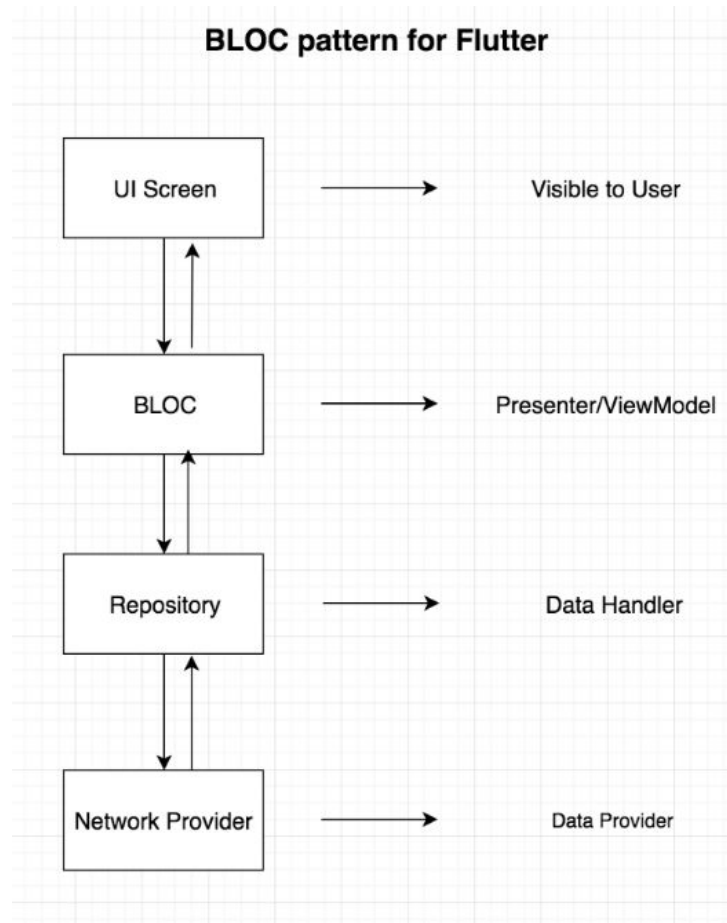 BLOC pattern for Flutter
UI Screen
Visible to User
BLOC
Presenter/ViewModel
Repository
Data Handler
Network Provider
Data Provider